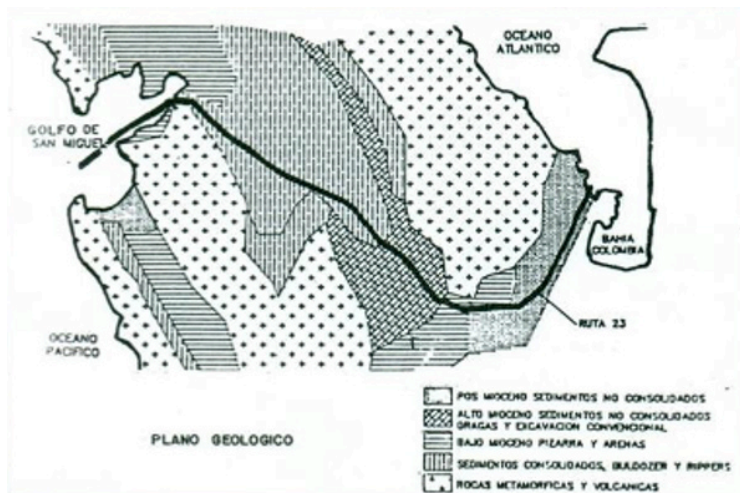 OCEANO
ATLANTICO
GOLFO DE
SAN MIGUEL
BAHIA
COLOMBIA
RUTA 23
OCEANO
PACIFICO
PLANO GEOLOGICO
POS MIOCENO SEDIMENTOS NO CONSOLIDADOS
ALTO MIOCENO SEDIMENTOS NO CONSOLIDADOS
DRAGAS Y EXCAVACION CONVENCIONAL
BAJO MIOCENO PIZARRA Y ARENAS
SEDIMENTOS CONSOLIDADOS, BULDOZER Y RIPPERS
ROCAS METAMORFICAS Y VOLCANICAS